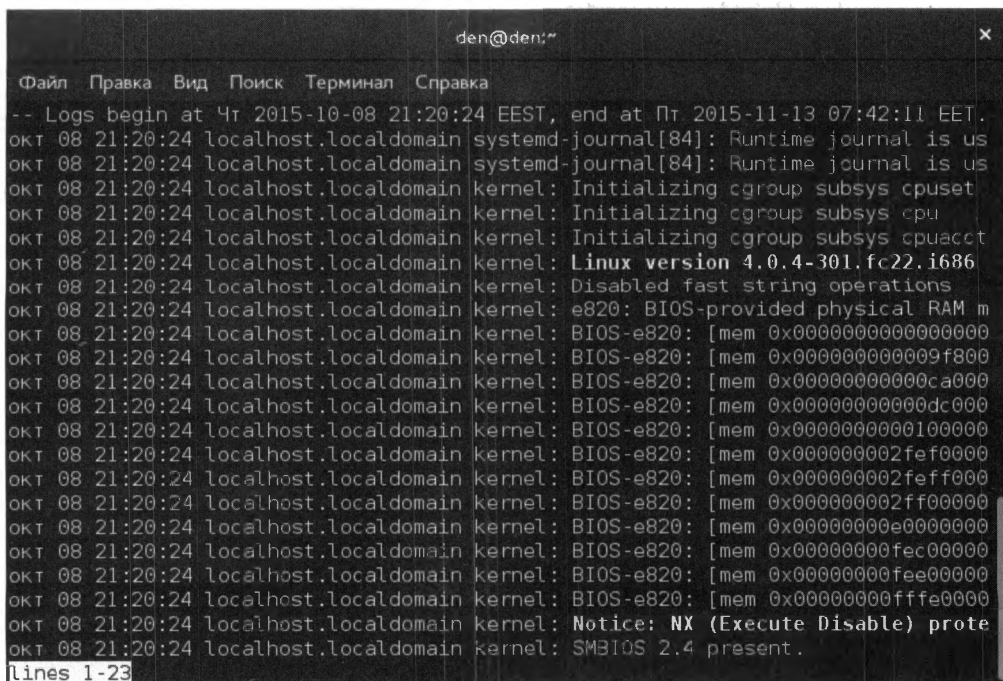 den@den:~
×
Файл Правка Вид Поиск Терминал Справка
-- Logs begin at Чт 2015-10-08 21:20:24 EEST, end at Пт 2015-11-13 07:42:11 EET.
окт 08 21:20:24 localhost.localdomain systemd-journal[84]: Runtime journal is us
окт 08 21:20:24 localhost.localdomain systemd-journal[84]: Runtime journal is us
окт 08 21:20:24 localhost.localdomain kernel: Initializing cgroup subsys cpuset
окт 08 21:20:24 localhost.localdomain kernel: Initializing cgroup subsys cpu
окт 08 21:20:24 localhost.localdomain kernel: Initializing cgroup subsys cpuacct
окт 08 21:20:24 localhost.localdomain kernel: Linux version 4.0.4-301.fc22.i686
окт 08 21:20:24 localhost.localdomain kernel: Disabled fast string operations
окт 08 21:20:24 localhost.localdomain kernel: e820: BIOS-provided physical RAM m
окт 08 21:20:24 localhost.localdomain kernel: BIOS-e820: [mem 0x0000000000000000
окт 08 21:20:24 localhost.localdomain kernel: BIOS-e820: [mem 0x000000000009f800
окт 08 21:20:24 localhost.localdomain kernel: BIOS-e820: [mem 0x00000000000ca000
окт 08 21:20:24 localhost.localdomain kernel: BIOS-e820: [mem 0x00000000000dc000
окт 08 21:20:24 localhost.localdomain kernel: BIOS-e820: [mem 0x0000000000100000
окт 08 21:20:24 localhost.localdomain kernel: BIOS-e820: [mem 0x000000002fef0000
окт 08 21:20:24 localhost.localdomain kernel: BIOS-e820: [mem 0x000000002feff000
окт 08 21:20:24 localhost.localdomain kernel: BIOS-e820: [mem 0x000000002ff00000
окт 08 21:20:24 localhost.localdomain kernel: BIOS-e820: [mem 0x00000000e0000000
окт 08 21:20:24 localhost.localdomain kernel: BIOS-e820: [mem 0x00000000fec00000
окт 08 21:20:24 localhost.localdomain kernel: BIOS-e820: [mem 0x00000000fee00000
окт 08 21:20:24 localhost.localdomain kernel: BIOS-e820: [mem 0x00000000fffe0000
окт 08 21:20:24 localhost.localdomain kernel: Notice: NX (Execute Disable) prote
окт 08 21:20:24 localhost.localdomain kernel: SMBIOS 2.4 present.
lines 1-23